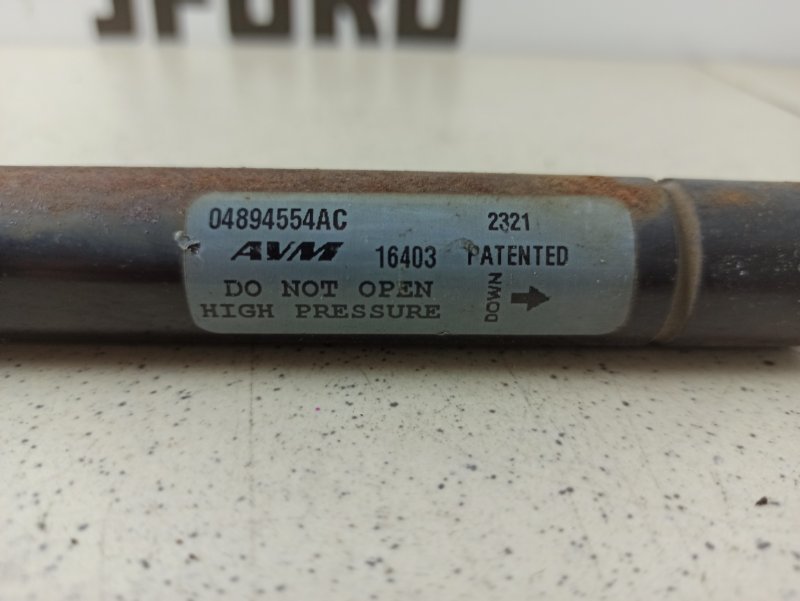 04894554AC 2321
AVM 16403 PATENTED
DO NOT OPEN
HIGH PRESSURE
DOWN